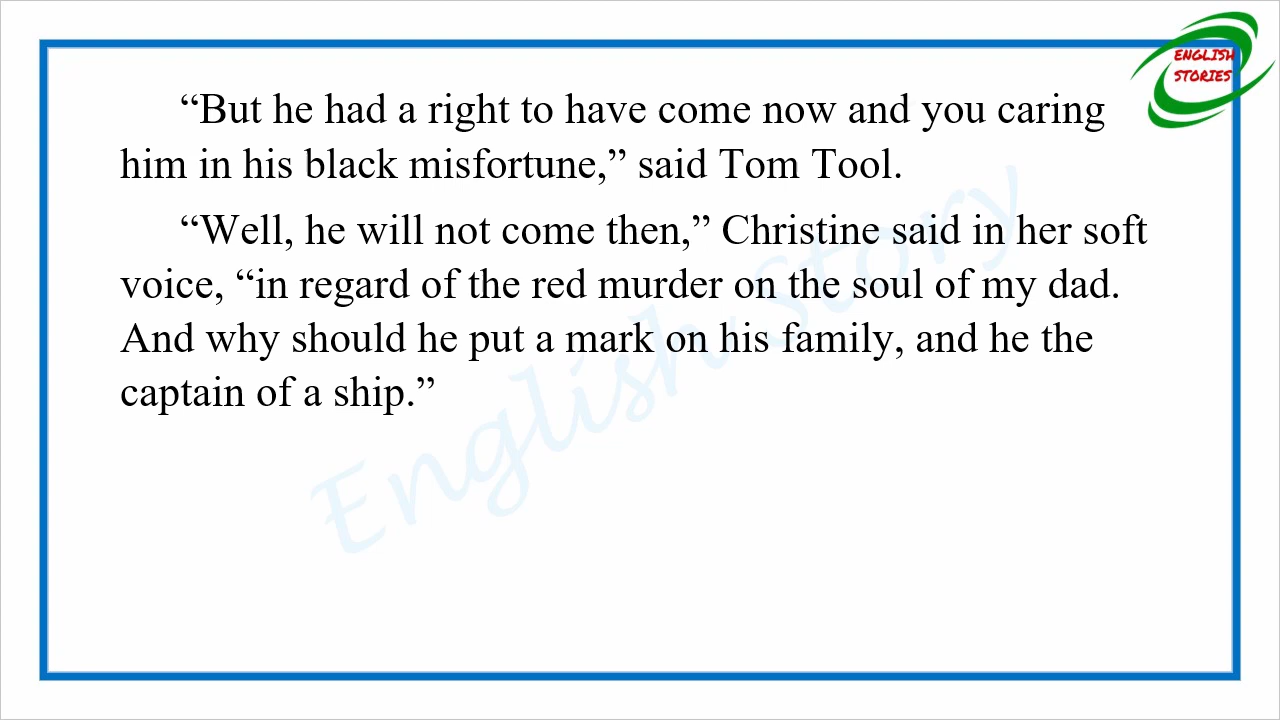 ENGLISH
STORIES
“But he had a right to have come now and you caring
him in his black misfortune,” said Tom Tool.
“Well, he will not come then,” Christine said in her soft
voice, “in regard of the red murder on the soul of my dad.
And why should he put a mark on his family, and he the
captain of a ship.”
English Story